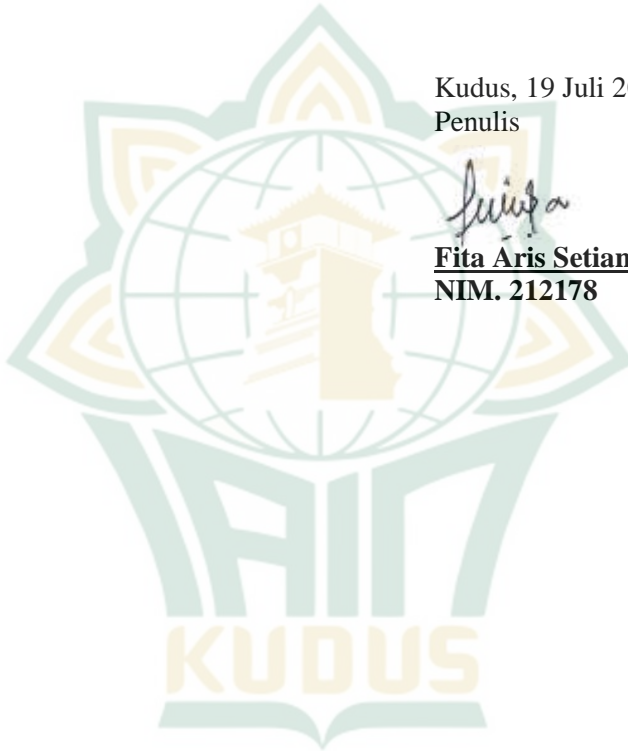 Kudus, 19 Juli 2
Penulis
Fita Aris Setian
NIM. 212178
IAIN
KUDUS